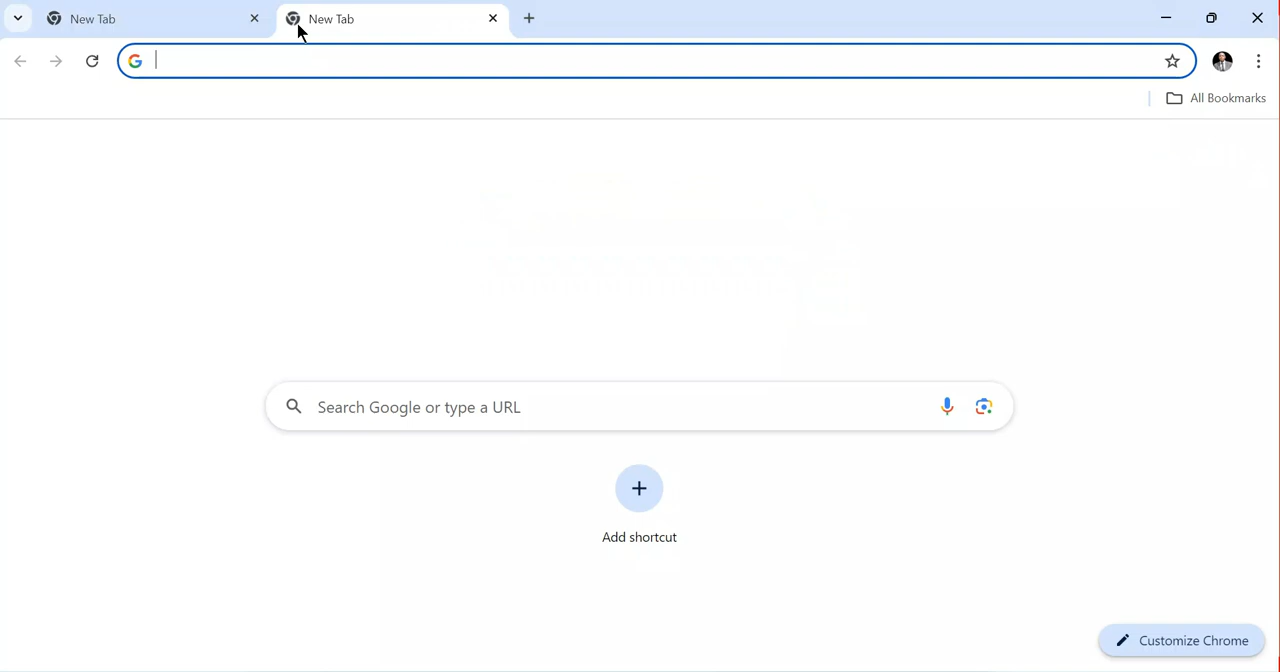 New Tab
New Tab
All Bookmarks
Search Google or type a URL
Add shortcut
Customize Chrome